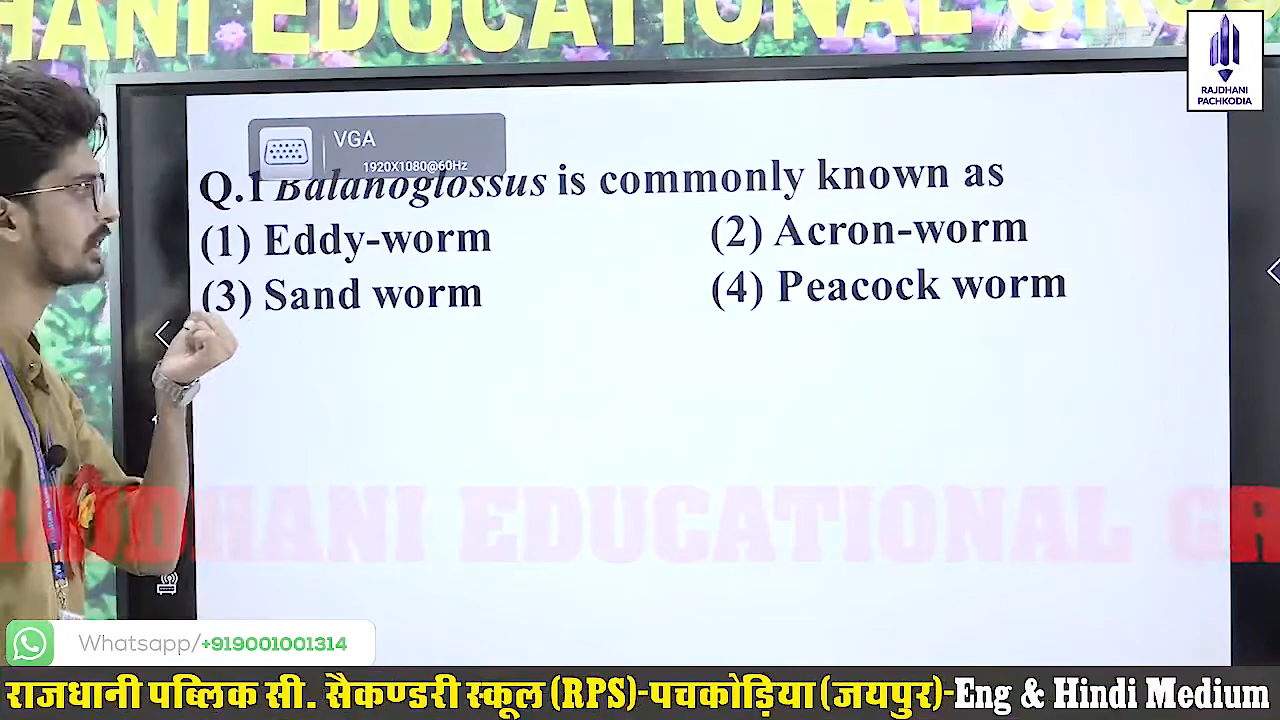 HANI EDUCATIONAL GRO
RAJDHANI
PACHKODIA
VGA
1920X1080@60Hz
Q.1 Balanoglossus is commonly known as
(1) Eddy-worm (2) Acron-worm
(3) Sand worm (4) Peacock worm
RAJDHANI EDUCATIONAL GR
Whatsapp/+919001001314
राजधानी पब्लिक सी. सैकण्डरी स्कूल (RPS)-पचकोड़िया (जयपुर)-Eng & Hindi Medium